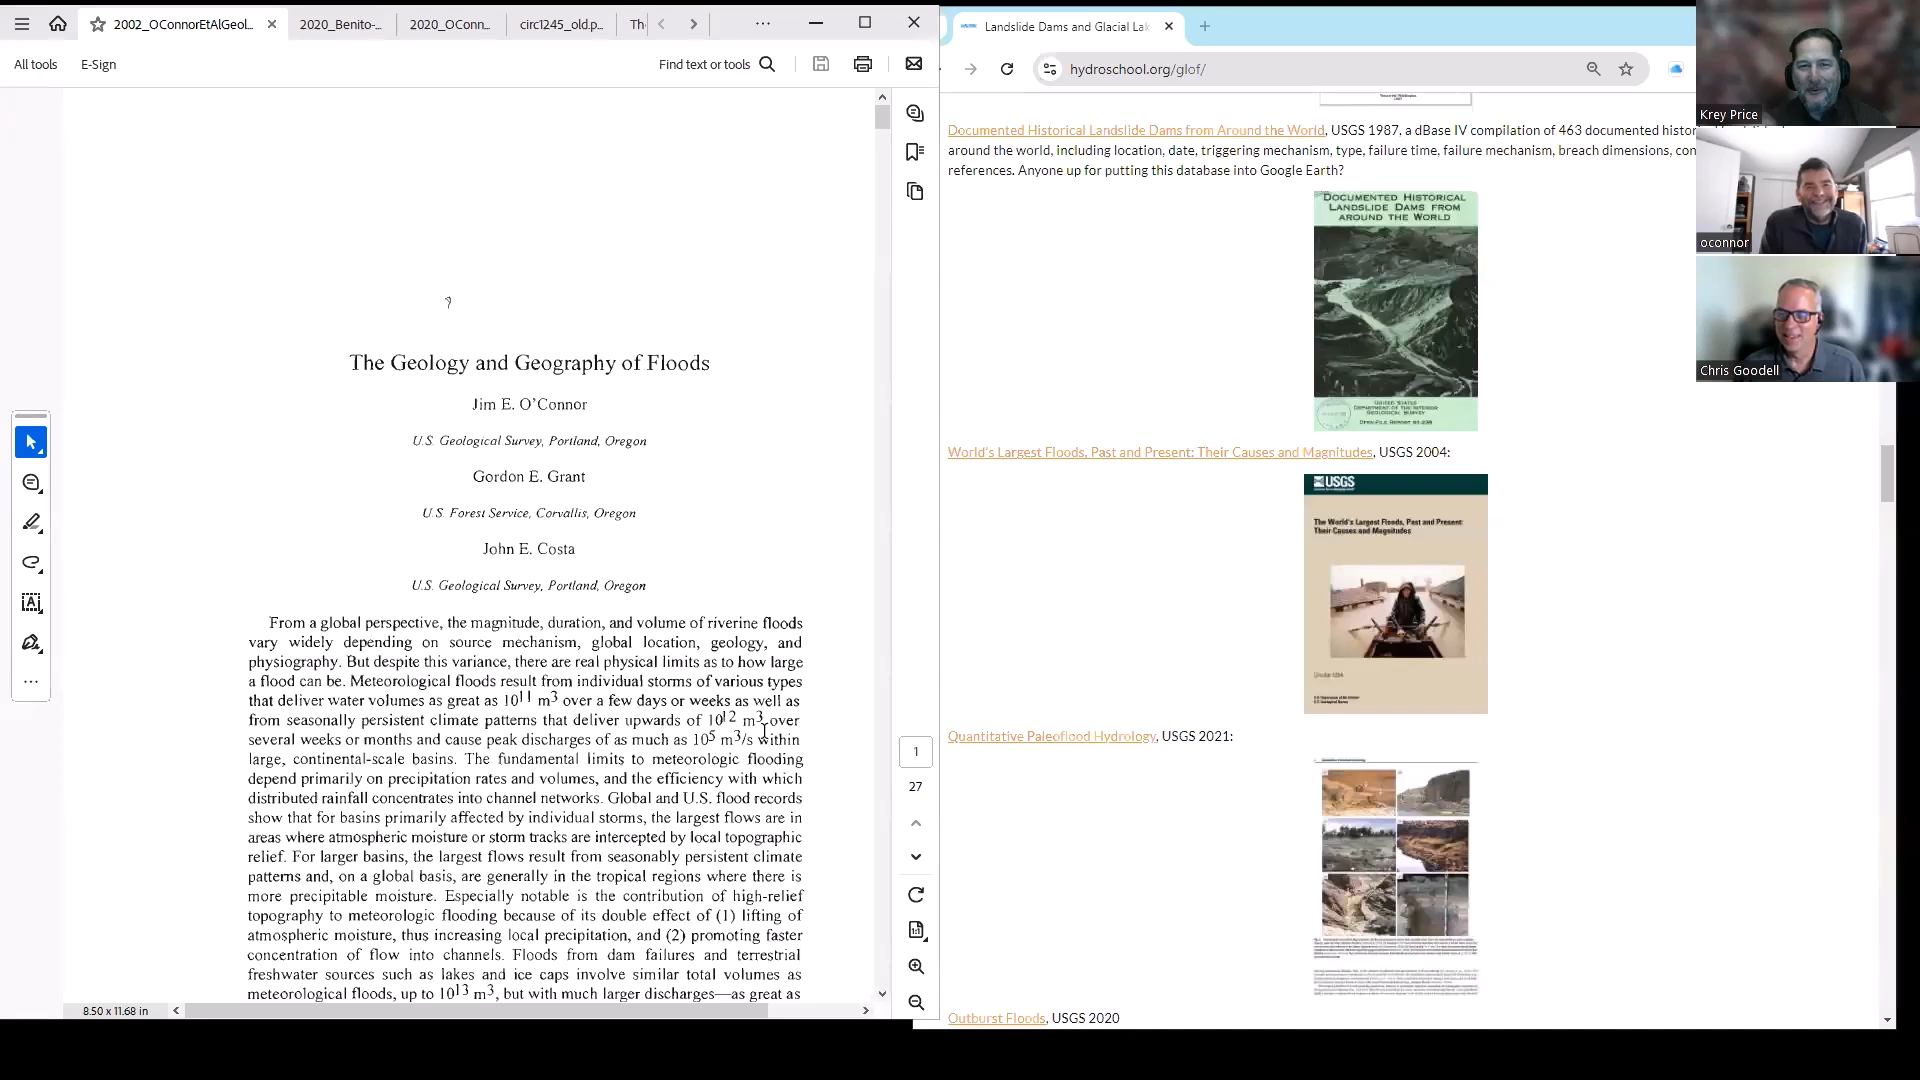 2002_OConnorEtAlGeol...
2020_Benito-...
2020_OConn...
circ1245_old.p...
Th
All tools
E-Sign
Find text or tools
The Geology and Geography of Floods
Jim E. O'Connor
U.S. Geological Survey, Portland, Oregon
Gordon E. Grant
U.S. Forest Service, Corvallis, Oregon
John E. Costa
U.S. Geological Survey, Portland, Oregon
From a global perspective, the magnitude, duration, and volume of riverine floods
vary widely depending on source mechanism, global location, geology, and
physiography. But despite this variance, there are real physical limits as to how large
a flood can be. Meteorological floods result from individual storms of various types
that deliver water volumes as great as 10¹¹ m³ over a few days or weeks as well as
from seasonally persistent climate patterns that deliver upwards of 10¹² m³ over
several weeks or months and cause peak discharges of as much as 10⁵ m³/s within
large, continental-scale basins. The fundamental limits to meteorologic flooding
depend primarily on precipitation rates and volumes, and the efficiency with which
distributed rainfall concentrates into channel networks. Global and U.S. flood records
show that for basins primarily affected by individual storms, the largest flows are in
areas where atmospheric moisture or storm tracks are intercepted by local topographic
relief. For larger basins, the largest flows result from seasonably persistent climate
patterns and, on a global basis, are generally in the tropical regions where there is
more precipitable moisture. Especially notable is the contribution of high-relief
topography to meteorologic flooding because of its double effect of (1) lifting of
atmospheric moisture, thus increasing local precipitation, and (2) promoting faster
concentration of flow into channels. Floods from dam failures and terrestrial
freshwater sources such as lakes and ice caps involve similar total volumes as
meteorological floods, up to 10¹³ m³, but with much larger discharges—as great as
1
27
8.50 x 11.68 in
Landslide Dams and Glacial Lak
hydroschool.org/glof/
Documented Historical Landslide Dams from Around the World, USGS 1987, a dBase IV compilation of 463 documented histor
around the world, including location, date, triggering mechanism, type, failure time, failure mechanism, breach dimensions, con
references. Anyone up for putting this database into Google Earth?
DOCUMENTED HISTORICAL
LANDSLIDE DAMS FROM
AROUND THE WORLD
UNITED STATES
DEPARTMENT OF THE INTERIOR
GEOLOGICAL SURVEY
World's Largest Floods, Past and Present: Their Causes and Magnitudes, USGS 2004:
USGS
The World's Largest Floods, Past and Present:
Their Causes and Magnitudes
Quantitative Paleoflood Hydrology, USGS 2021:
Outburst Floods, USGS 2020
Krey Price
oconnor
Chris Goodell